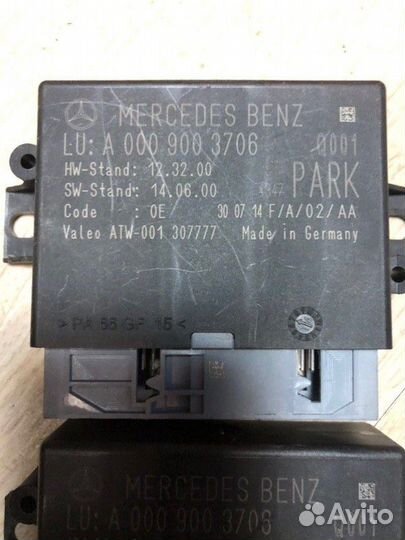 MERCEDES BENZ
LU: A 000 900 3706 Q001
HW-Stand: 12.32.00
SW-Stand: 14.06.00 PARK
Code : 0E 30 07 14 F/A/02/AA
Valeo ATW-001 307777 Made in Germany
>PA 66 GF 15<
MERCEDES BENZ
LU: A 000 900 3706 Q001
Avito